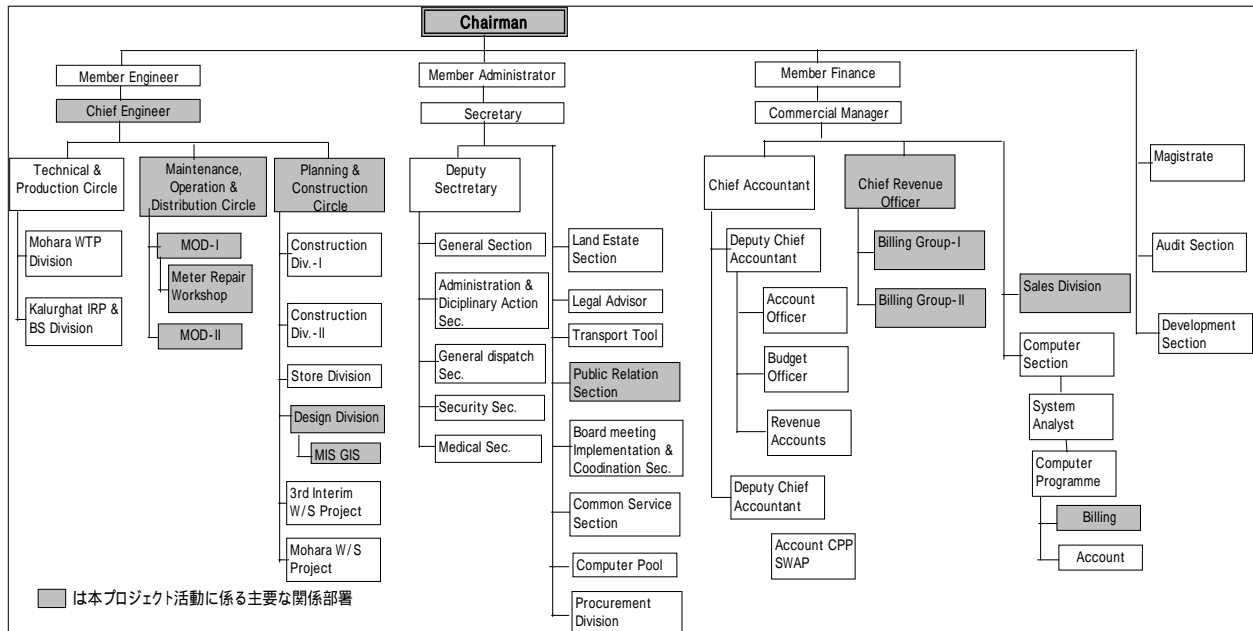 Chairman
Member Engineer
Chief Engineer
Technical &
Production Circle
Mohara WTP
Division
Kalurghat IRP &
BS Division
Maintenance,
Operation &
Distribution Circle
MOD-I
Meter Repair
Workshop
MOD-II
Planning &
Construction
Circle
Construction
Div.-I
Construction
Div.-II
Store Division
Design Division
MIS GIS
3rd Interim
W/S Project
Mohara W/S
Project
Member Administrator
Secretary
Deputy
Sectretary
General Section
Administration &
Diciplinary Action
Sec.
General dispatch
Sec.
Security Sec.
Medical Sec.
Land Estate
Section
Legal Advisor
Transport Tool
Public Relation
Section
Board meeting
Implementation &
Coodination Sec.
Common Service
Section
Computer Pool
Procurement
Division
Member Finance
Commercial Manager
Chief Accountant
Deputy Chief
Accountant
Account
Officer
Budget
Officer
Revenue
Accounts
Deputy Chief
Accountant
Account CPP
SWAP
Chief Revenue
Officer
Billing Group-I
Billing Group-II
Sales Division
Computer
Section
System
Analyst
Computer
Programme
Billing
Account
Magistrate
Audit Section
Development
Section
は本プロジェクト活動に係る主要な関係部署